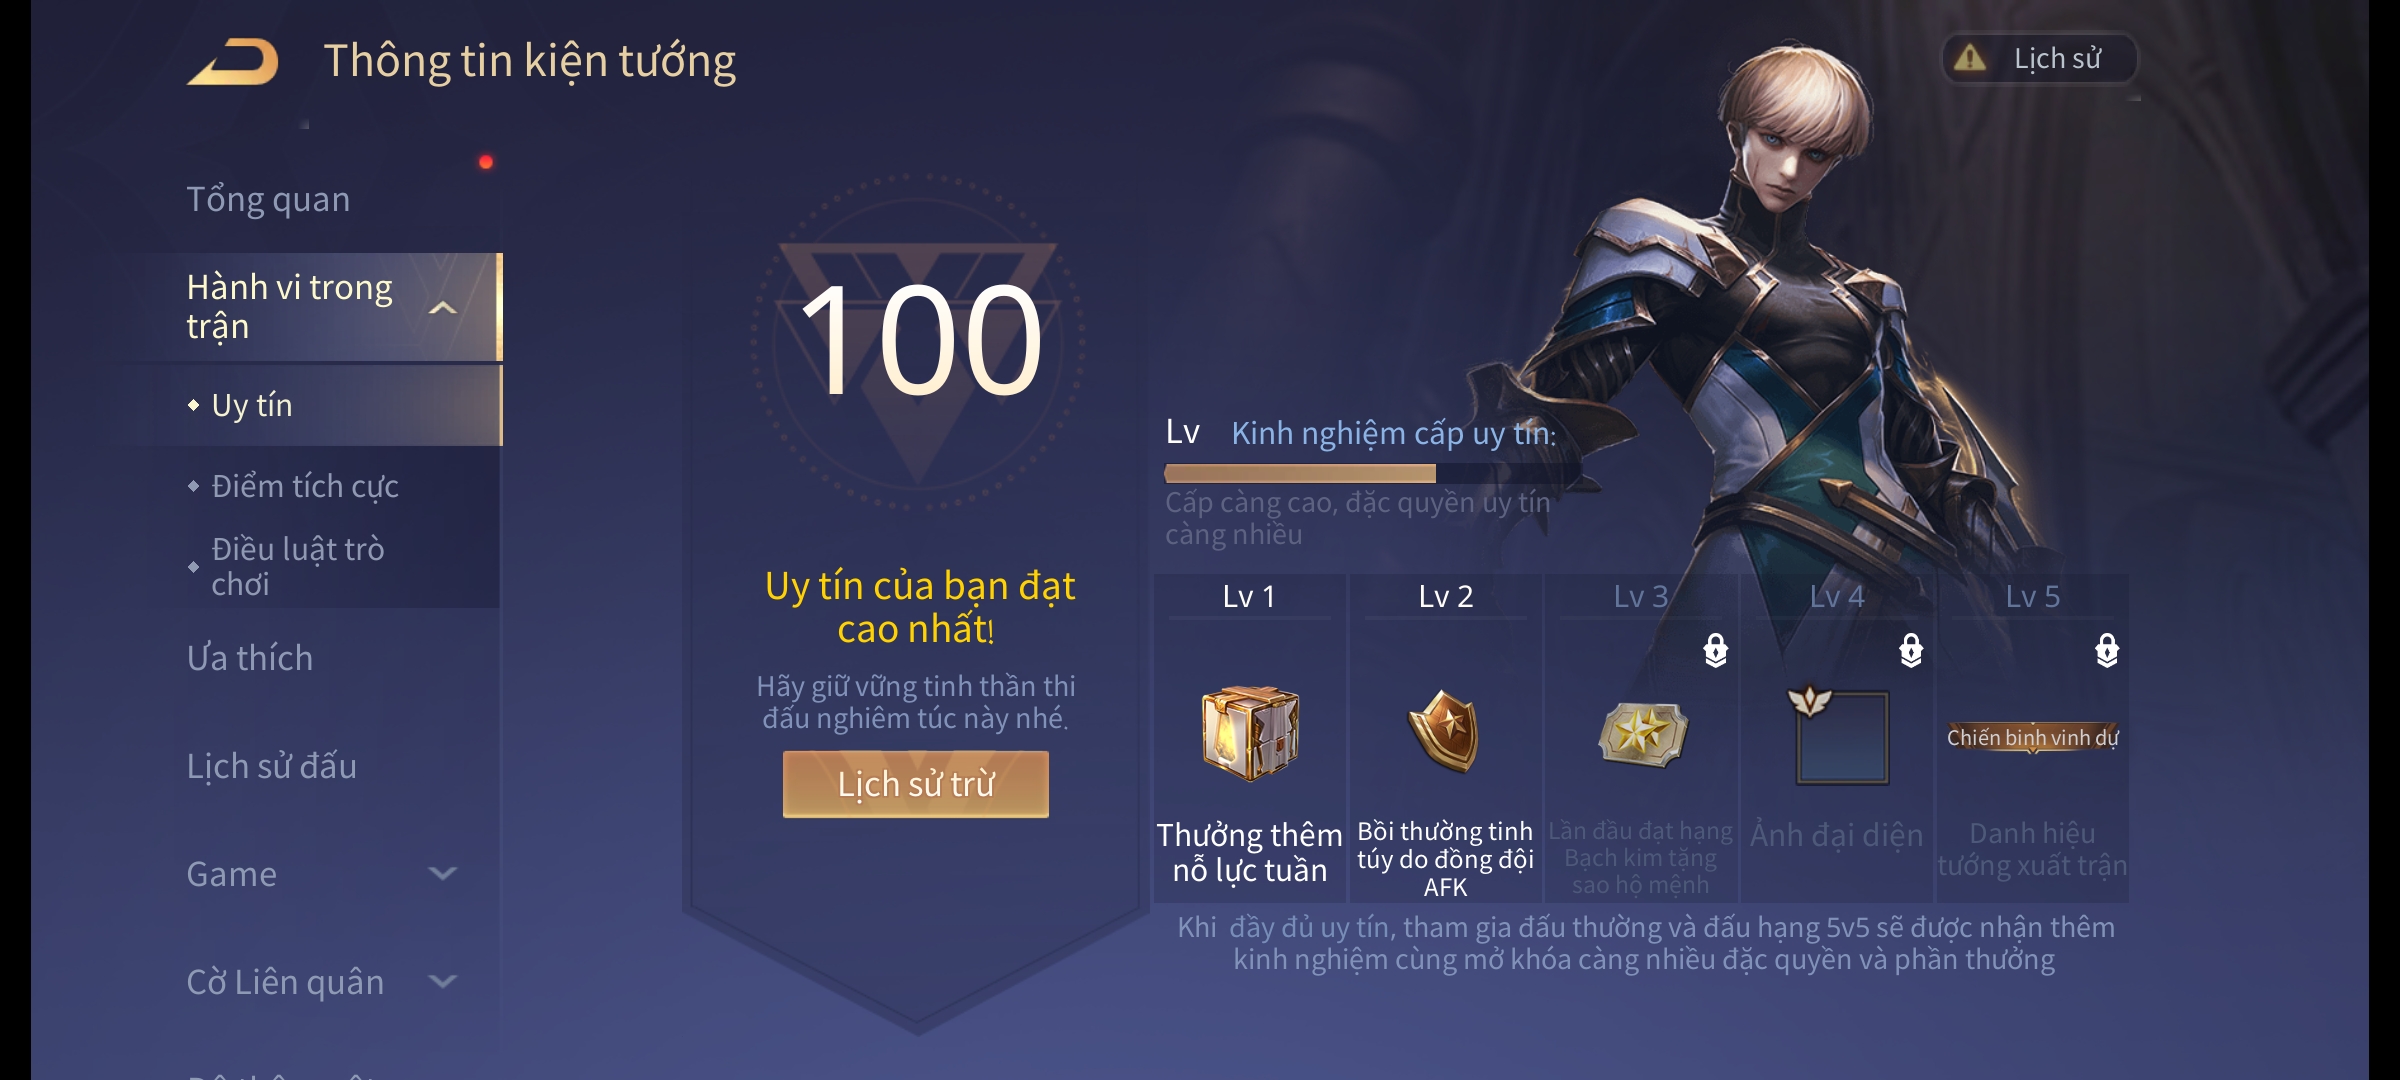 Thông tin kiện tướng
Lịch sử
Tổng quan
Hành vi trong
trận
Uy tín
Điểm tích cực
Điều luật trò
chơi
Ưa thích
Lịch sử đấu
Game
Cờ Liên quân
100
Uy tín của bạn đạt
cao nhất!
Hãy giữ vững tinh thần thi
đấu nghiêm túc này nhé.
Lịch sử trừ
Lv Kinh nghiệm cấp uy tín:
Cấp càng cao, đặc quyền uy tín
càng nhiều
Lv 1
Thưởng thêm
nỗ lực tuần
Lv 2
Bồi thường tinh
túy do đồng đội
AFK
Lv 3
Lần đầu đạt hạng
Bạch kim tặng
sao hộ mệnh
Lv 4
Ảnh đại diện
Lv 5
Chiến binh vinh dự
Danh hiệu
tướng xuất trận
Khi đầy đủ uy tín, tham gia đấu thường và đấu hạng 5v5 sẽ được nhận thêm
kinh nghiệm cùng mở khóa càng nhiều đặc quyền và phần thưởng